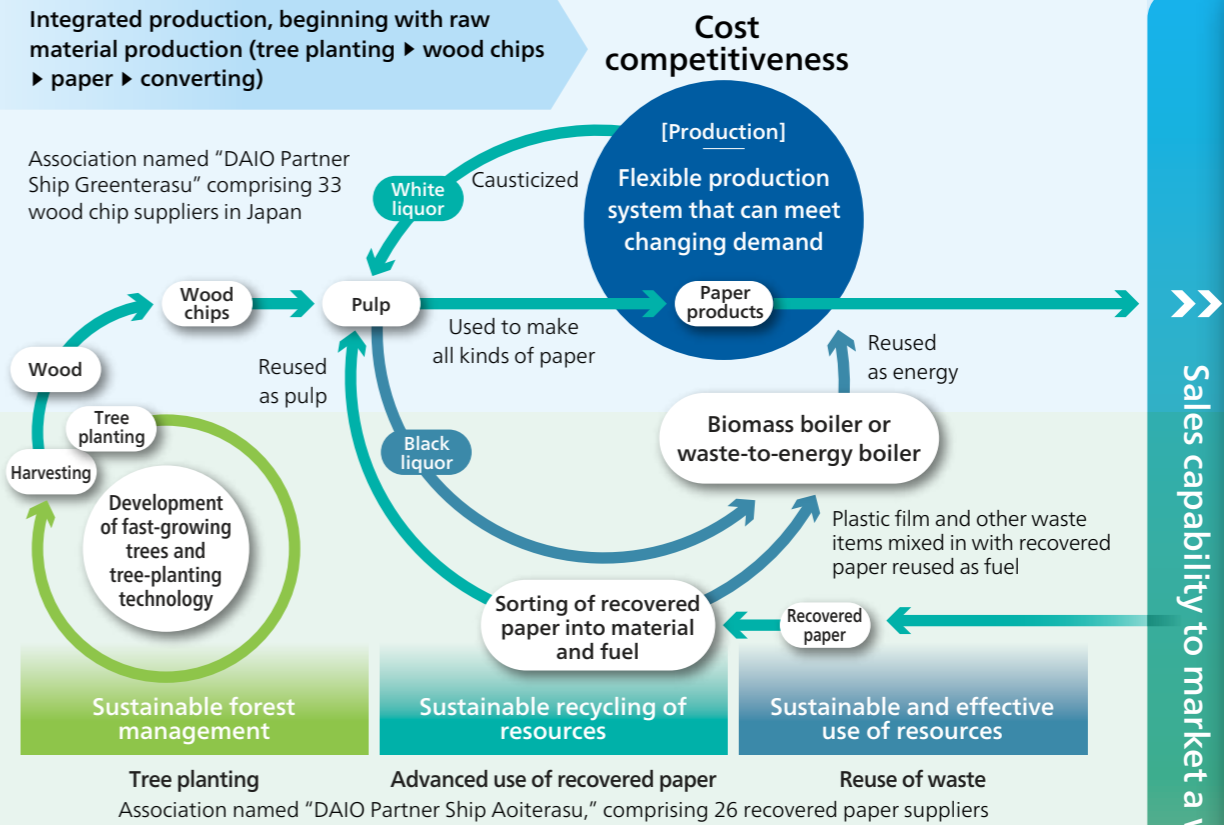 Integrated production, beginning with raw
material production (tree planting ▶ wood chips
▶ paper ▶ converting)
Cost
competitiveness
Association named “DAIO Partner
Ship Greenterasu” comprising 33
wood chip suppliers in Japan
White
liquor
Causticized
[Production]
Flexible production
system that can meet
changing demand
Wood
chips
Pulp
Used to make
all kinds of paper
Paper
products
Reused
as energy
Wood
Reused
as pulp
Tree
planting
Harvesting
Black
liquor
Biomass boiler or
waste-to-energy boiler
Development
of fast-growing
trees and
tree-planting
technology
Plastic film and other waste
items mixed in with recovered
paper reused as fuel
Sorting of recovered
paper into material
and fuel
Recovered
paper
Sustainable forest
management
Sustainable recycling of
resources
Sustainable and effective
use of resources
Tree planting
Advanced use of recovered paper
Reuse of waste
Association named “DAIO Partner Ship Aoiterasu,” comprising 26 recovered paper suppliers
Sales capability to market a